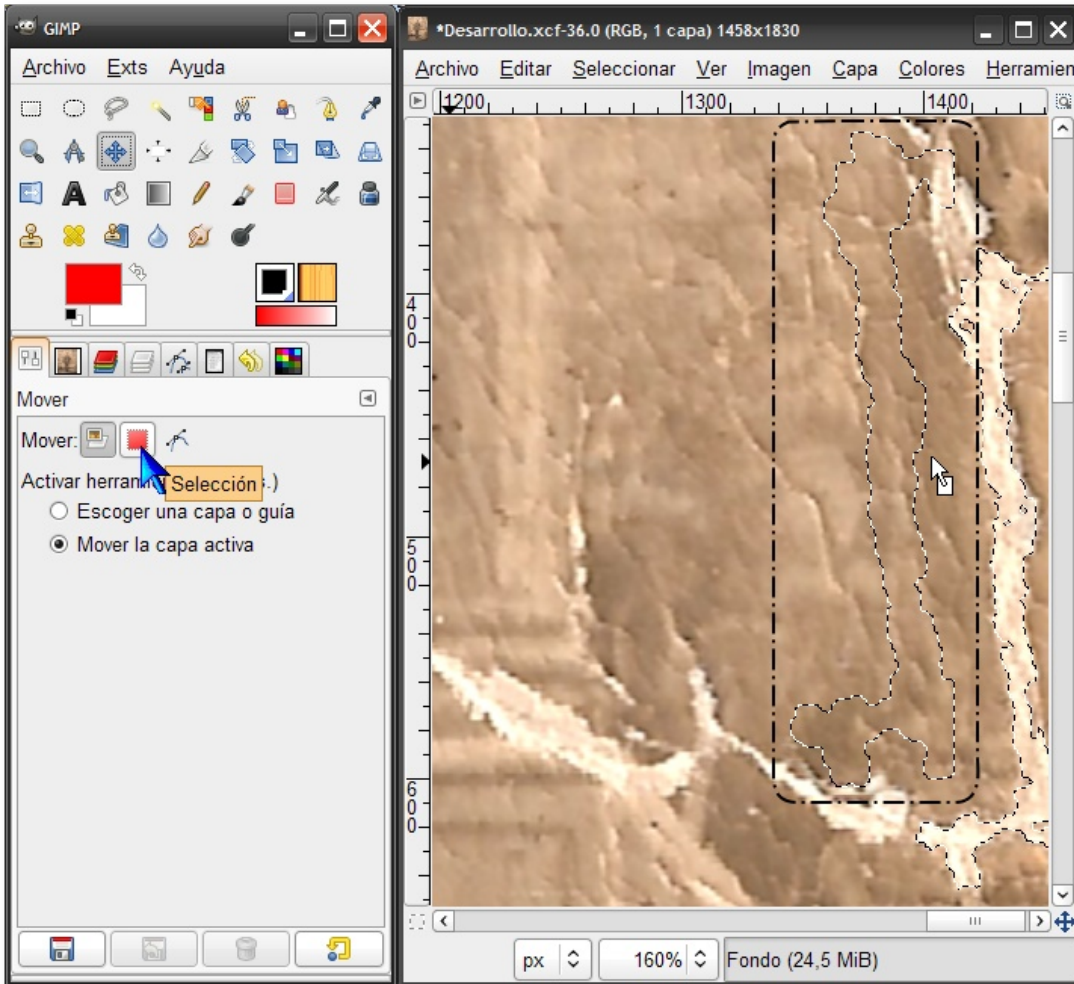 GIMP
Archivo Exts Ayuda
Mover
Mover:
Selección
Activar .)
Escoger una capa o guía
Mover la capa activa
*Desarrollo.xcf-36.0 (RGB, 1 capa) 1458x1830
Archivo Editar Seleccionar Ver Imagen Capa Colores Herramien
1200 1300 1400
400
500
600
px 160% Fondo (24,5 MiB)